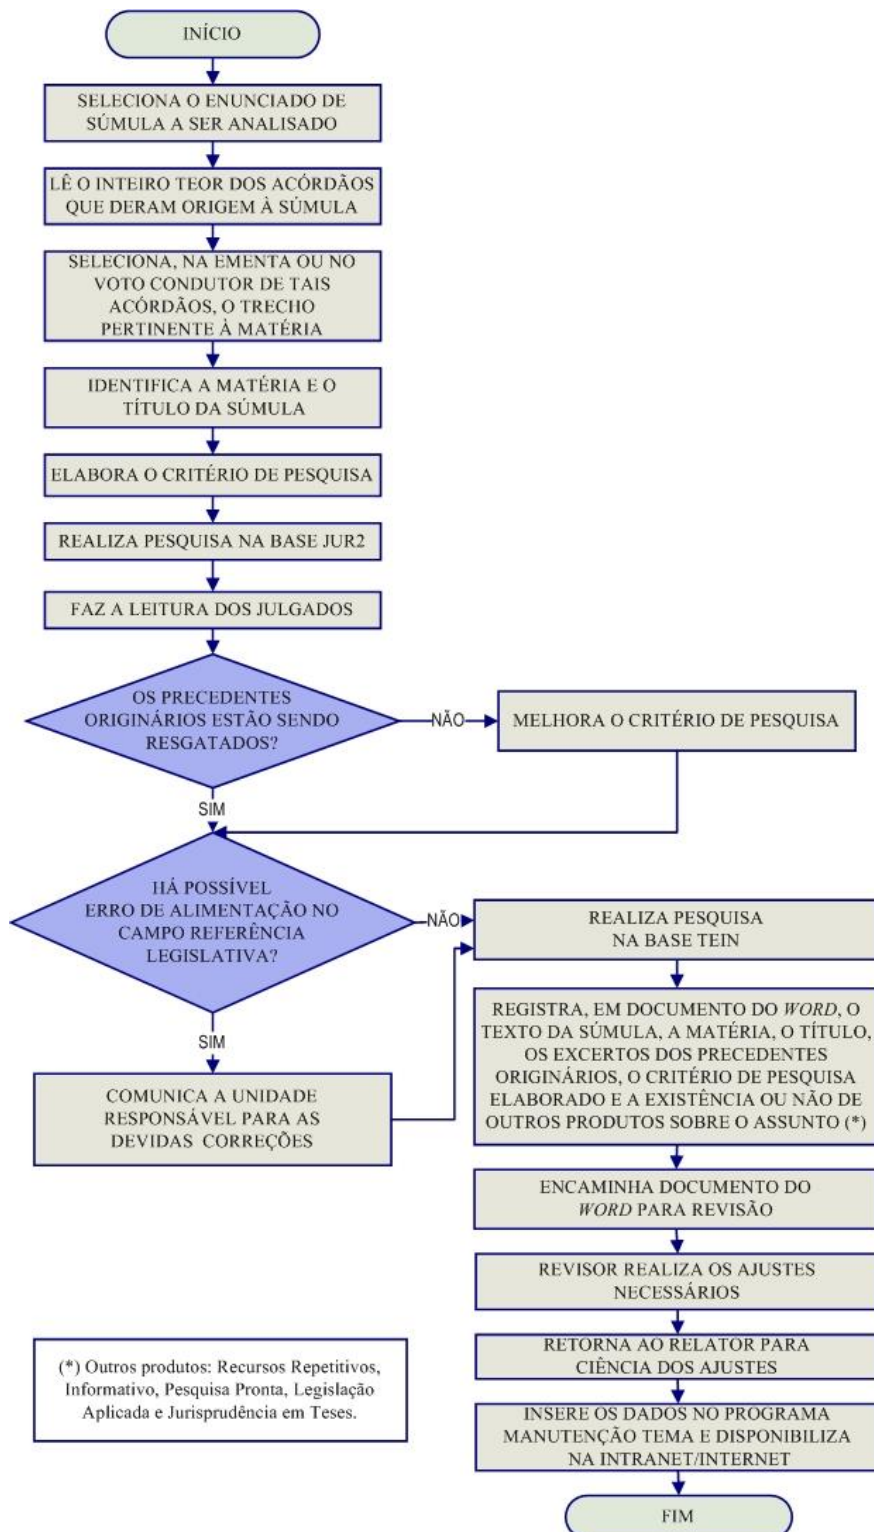 INÍCIO
SELECIONA O ENUNCIADO DE
SÚMULA A SER ANALISADO
LÊ O INTEIRO TEOR DOS ACÓRDÃOS
QUE DERAM ORIGEM À SÚMULA
SELECIONA, NA EMENTA OU NO
VOTO CONDUTOR DE TAIS
ACÓRDÃOS, O TRECHO
PERTINENTE À MATÉRIA
IDENTIFICA A MATÉRIA E O
TÍTULO DA SÚMULA
ELABORA O CRITÉRIO DE PESQUISA
REALIZA PESQUISA NA BASE JUR2
FAZ A LEITURA DOS JULGADOS
OS PRECEDENTES
ORIGINÁRIOS ESTÃO SENDO
RESGATADOS?
NÃO
MELHORA O CRITÉRIO DE PESQUISA
SIM
HÁ POSSÍVEL
ERRO DE ALIMENTAÇÃO NO
CAMPO REFERÊNCIA
LEGISLATIVA?
NÃO
REALIZA PESQUISA
NA BASE TEIN
SIM
COMUNICA A UNIDADE
RESPONSÁVEL PARA AS
DEVIDAS CORREÇÕES
REGISTRA, EM DOCUMENTO DO WORD, O
TEXTO DA SÚMULA, A MATÉRIA, O TÍTULO,
OS EXCERTOS DOS PRECEDENTES
ORIGINÁRIOS, O CRITÉRIO DE PESQUISA
ELABORADO E A EXISTÊNCIA OU NÃO DE
OUTROS PRODUTOS SOBRE O ASSUNTO (*)
ENCAMINHA DOCUMENTO DO
WORD PARA REVISÃO
REVISOR REALIZA OS AJUSTES
NECESSÁRIOS
RETORNA AO RELATOR PARA
CIÊNCIA DOS AJUSTES
INSERE OS DADOS NO PROGRAMA
MANUTENÇÃO TEMA E DISPONIBILIZA
NA INTRANET/INTERNET
FIM
(*) Outros produtos: Recursos Repetitivos,
Informativo, Pesquisa Pronta, Legislação
Aplicada e Jurisprudência em Teses.